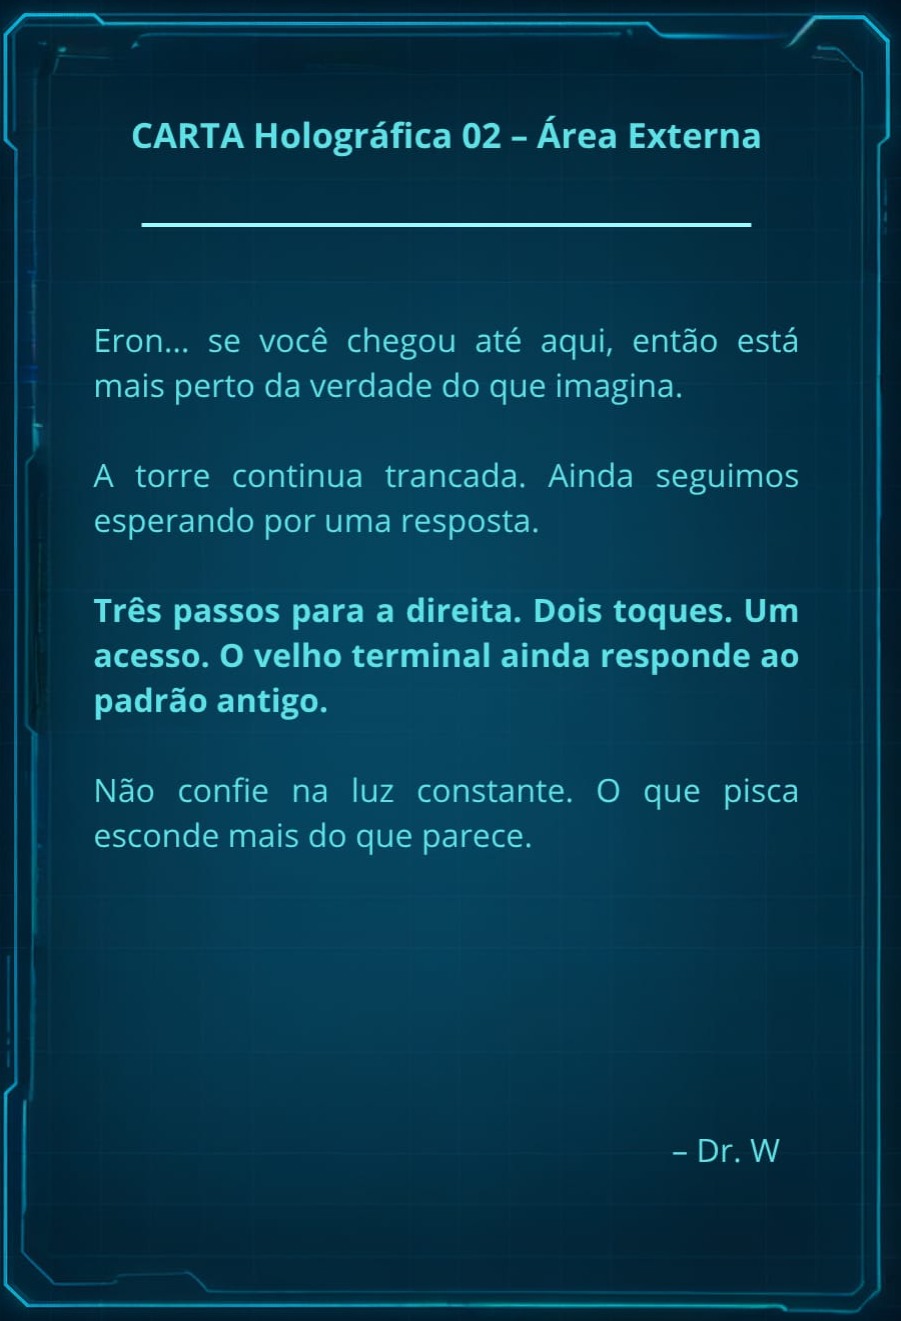 CARTA Holográfica 02 – Área Externa
Eron... se você chegou até aqui, então está
mais perto da verdade do que imagina.
A torre continua trancada. Ainda seguimos
esperando por uma resposta.
Três passos para a direita. Dois toques. Um
acesso. O velho terminal ainda responde ao
padrão antigo.
Não confie na luz constante. O que pisca
esconde mais do que parece.
– Dr. W